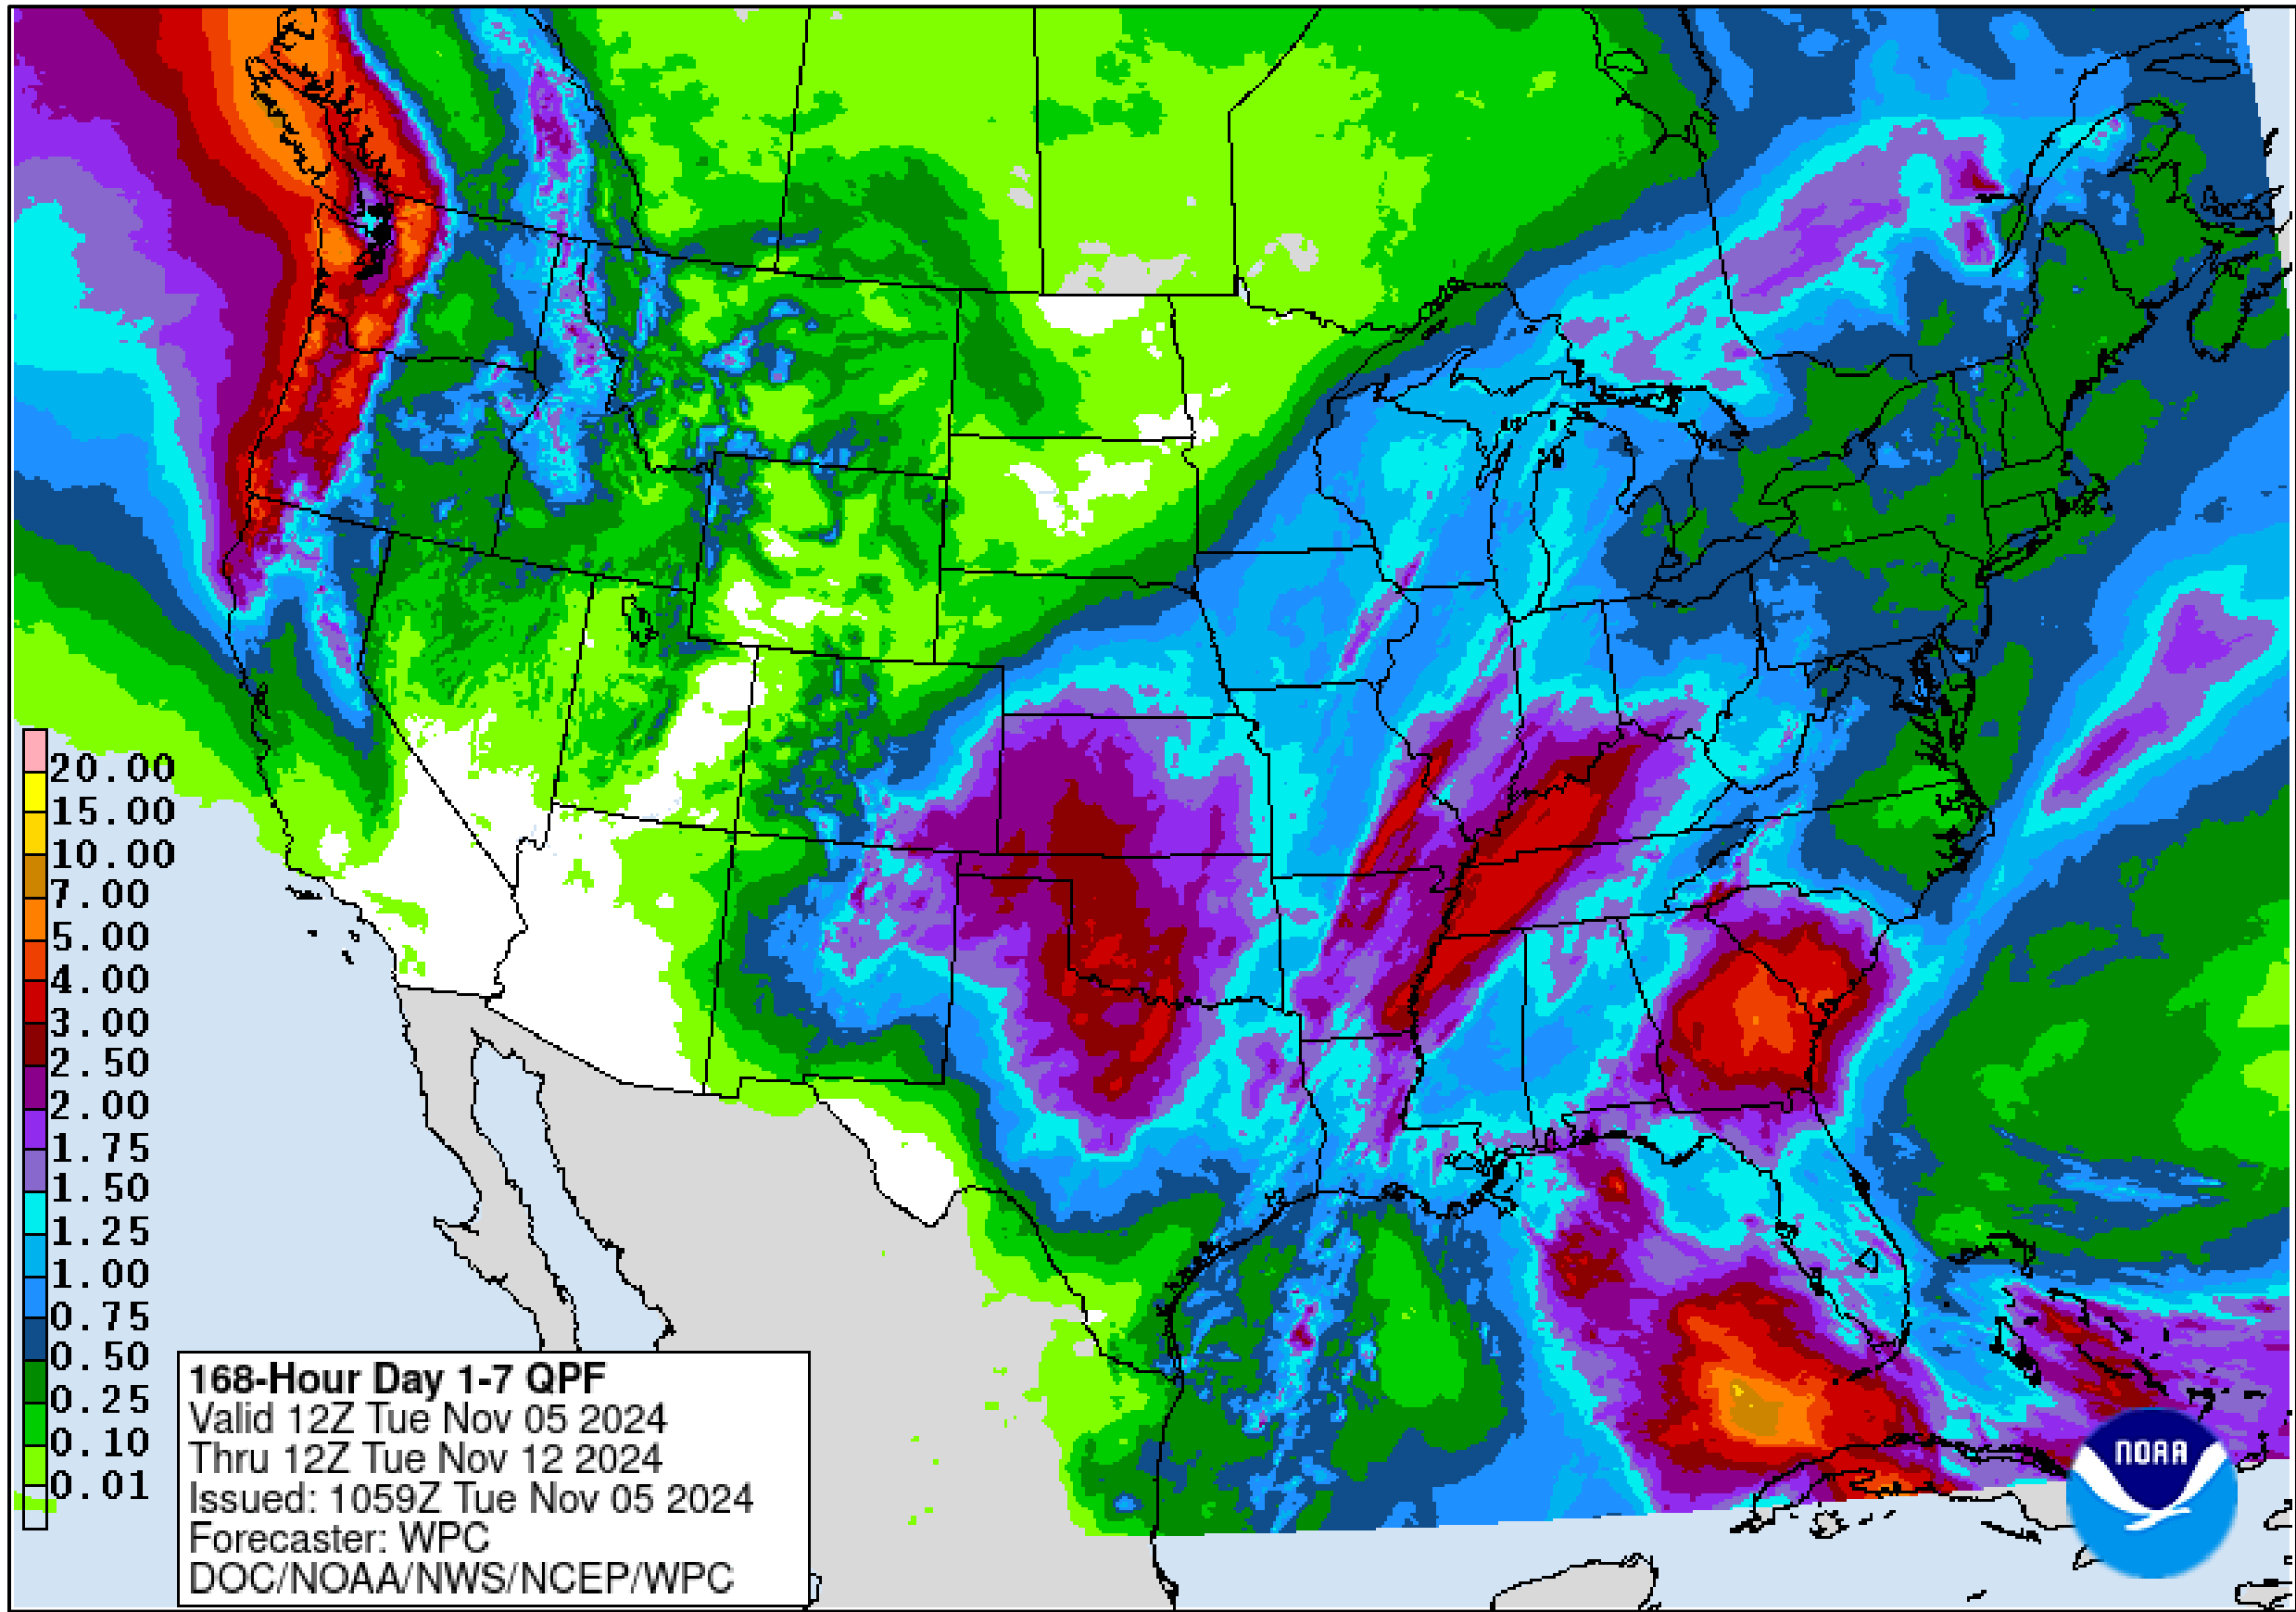 20.00
15.00
10.00
7.00
5.00
4.00
3.00
2.50
2.00
1.75
1.50
1.25
1.00
0.75
0.50
0.25
0.10
0.01
168-Hour Day 1-7 QPF
Valid 12Z Tue Nov 05 2024
Thru 12Z Tue Nov 12 2024
Issued: 1059Z Tue Nov 05 2024
Forecaster: WPC
DOC/NOAA/NWS/NCEP/WPC
NOAA